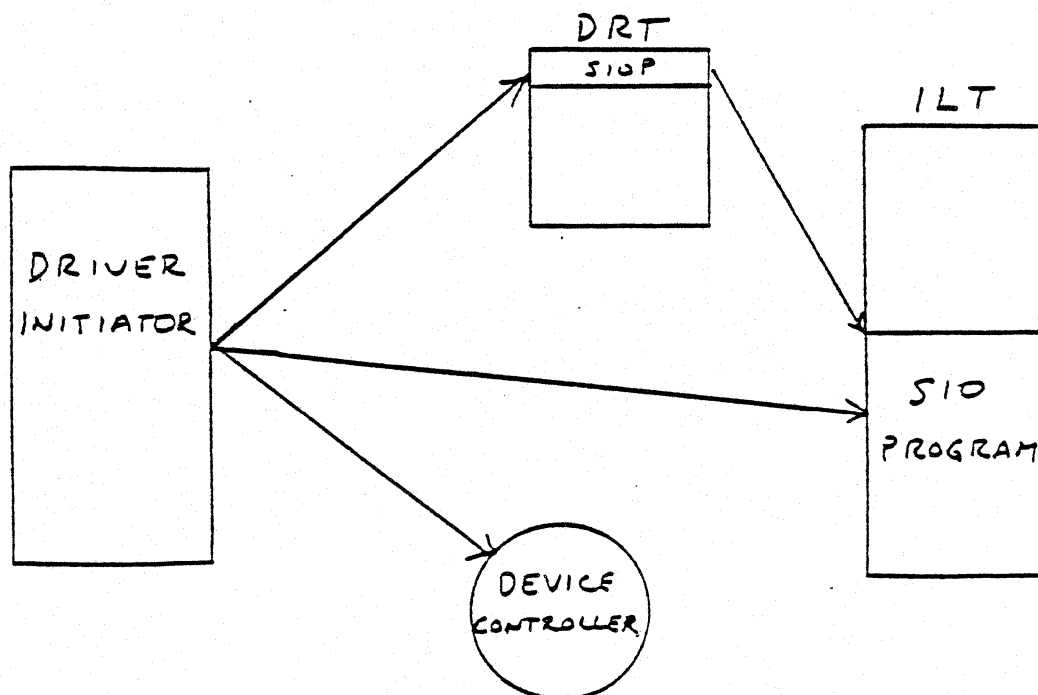 DRT
SIOP
ILT
DRIVER
INITIATOR
SIO
PROGRAM
DEVICE
CONTROLLER